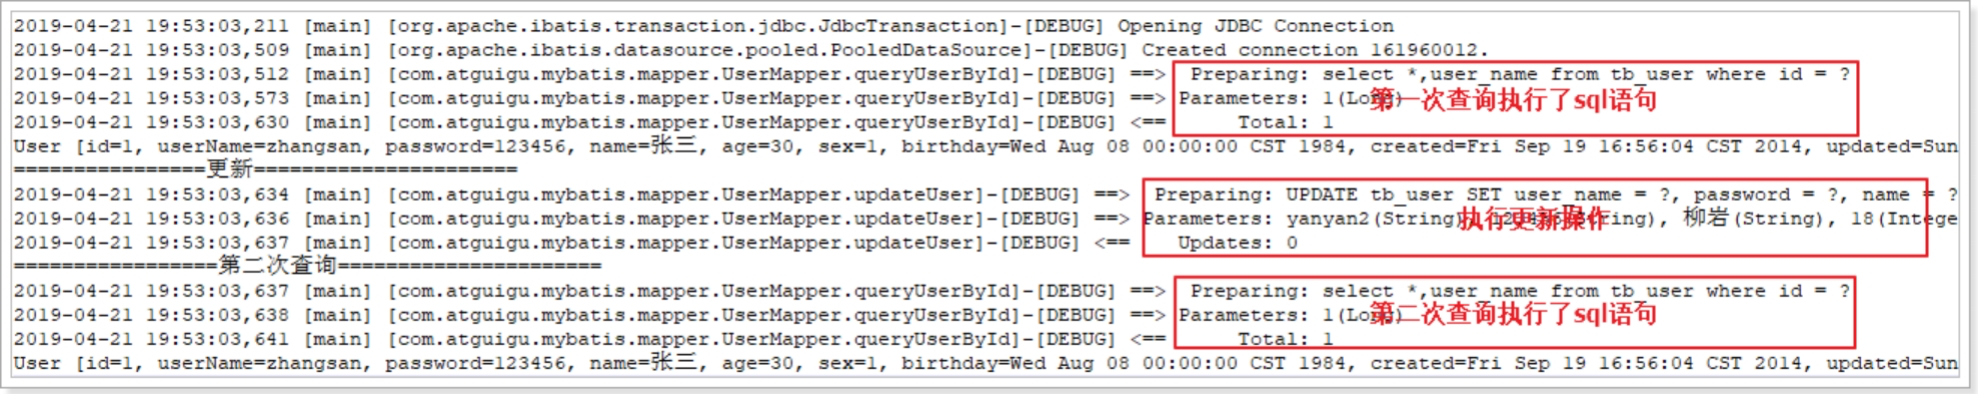 2019-04-21 19:53:03,211 [main] [org.apache.ibatis.transaction.jdbc.JdbcTransaction]-[DEBUG] Opening JDBC Connection
2019-04-21 19:53:03,509 [main] [org.apache.ibatis.datasource.pooled.PooledDataSource]-[DEBUG] Created connection 161960012.
2019-04-21 19:53:03,512 [main] [com.atguigu.mybatis.mapper.UserMapper.queryUserById]-[DEBUG] ==>  Preparing: select *,user_name from tb_user where id = ?
2019-04-21 19:53:03,573 [main] [com.atguigu.mybatis.mapper.UserMapper.queryUserById]-[DEBUG] ==> Parameters: 1(Long)
第一次查询执行了sql语句
2019-04-21 19:53:03,630 [main] [com.atguigu.mybatis.mapper.UserMapper.queryUserById]-[DEBUG] <==      Total: 1
User [id=1, userName=zhangsan, password=123456, name=张三, age=30, sex=1, birthday=Wed Aug 08 00:00:00 CST 1984, created=Fri Sep 19 16:56:04 CST 2014, updated=Sun
================更新======================
2019-04-21 19:53:03,634 [main] [com.atguigu.mybatis.mapper.UserMapper.updateUser]-[DEBUG] ==>  Preparing: UPDATE tb_user SET user_name = ?, password = ?, name = ?
2019-04-21 19:53:03,636 [main] [com.atguigu.mybatis.mapper.UserMapper.updateUser]-[DEBUG] ==> Parameters: yanyan2(String), 柳岩(String), 18(Intege
执行更新操作
2019-04-21 19:53:03,637 [main] [com.atguigu.mybatis.mapper.UserMapper.updateUser]-[DEBUG] <==    Updates: 0
=================第二次查询======================
2019-04-21 19:53:03,637 [main] [com.atguigu.mybatis.mapper.UserMapper.queryUserById]-[DEBUG] ==>  Preparing: select *,user_name from tb_user where id = ?
2019-04-21 19:53:03,638 [main] [com.atguigu.mybatis.mapper.UserMapper.queryUserById]-[DEBUG] ==> Parameters: 1(Long)
第二次查询执行了sql语句
2019-04-21 19:53:03,641 [main] [com.atguigu.mybatis.mapper.UserMapper.queryUserById]-[DEBUG] <==      Total: 1
User [id=1, userName=zhangsan, password=123456, name=张三, age=30, sex=1, birthday=Wed Aug 08 00:00:00 CST 1984, created=Fri Sep 19 16:56:04 CST 2014, updated=Sun